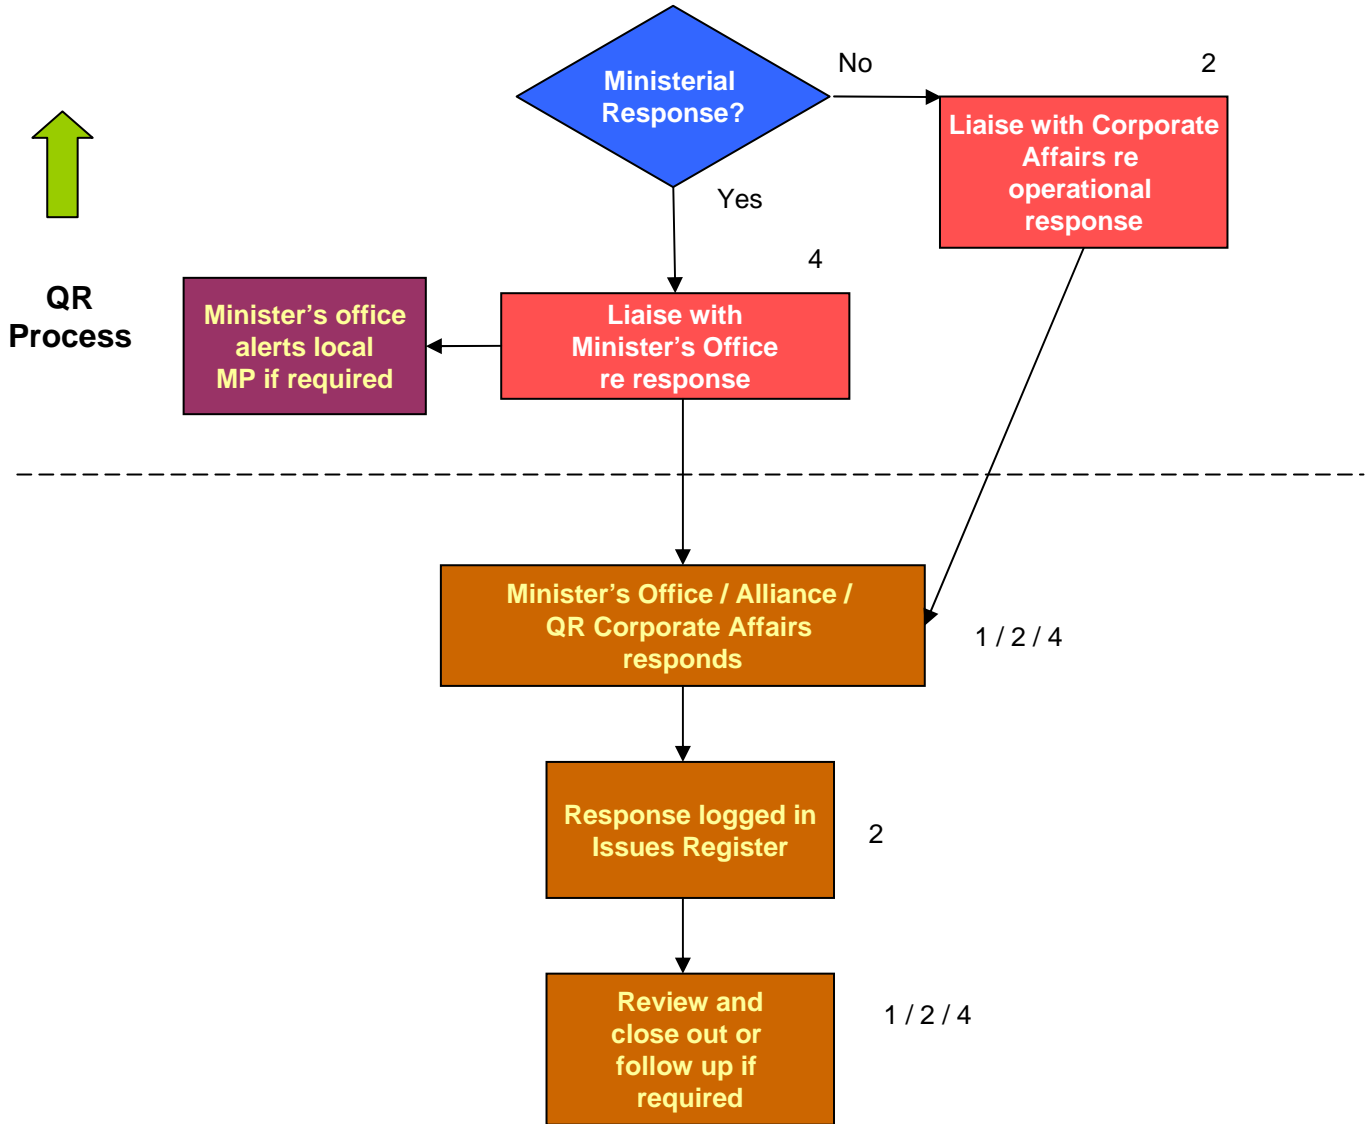 Ministerial
Response?
No
2
Liaise with Corporate
Affairs re
operational
response
Yes
4
QR
Process
Minister’s office
alerts local
MP if required
Liaise with
Minister’s Office
re response
Minister’s Office / Alliance /
QR Corporate Affairs
responds
1 / 2 / 4
Response logged in
Issues Register
2
Review and
close out or
follow up if
required
1 / 2 / 4